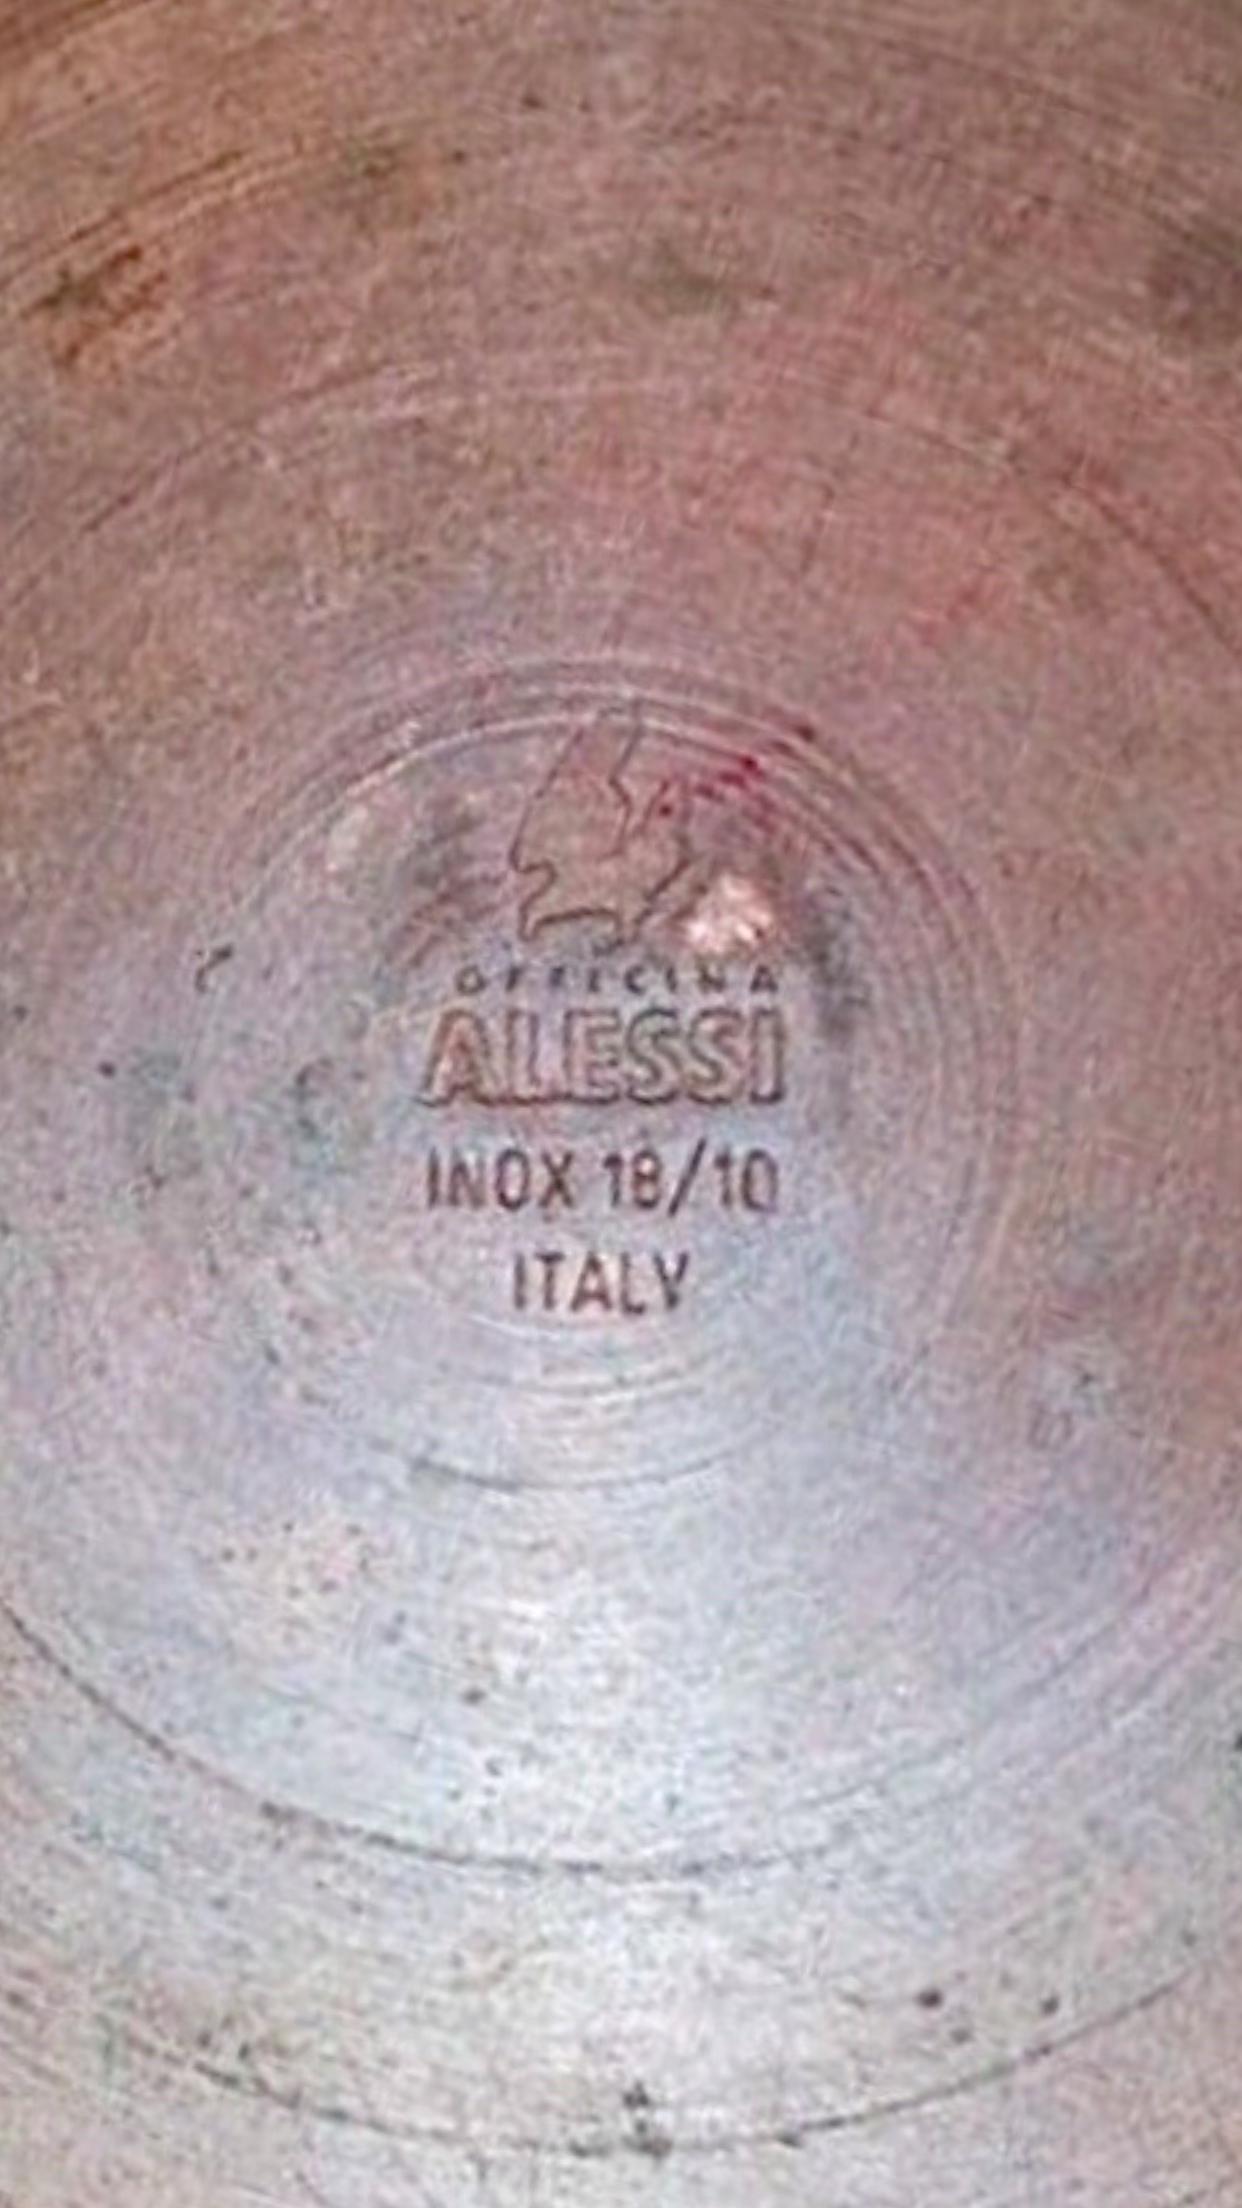 OFFICINA
ALESSI
INOX 18/10
ITALY